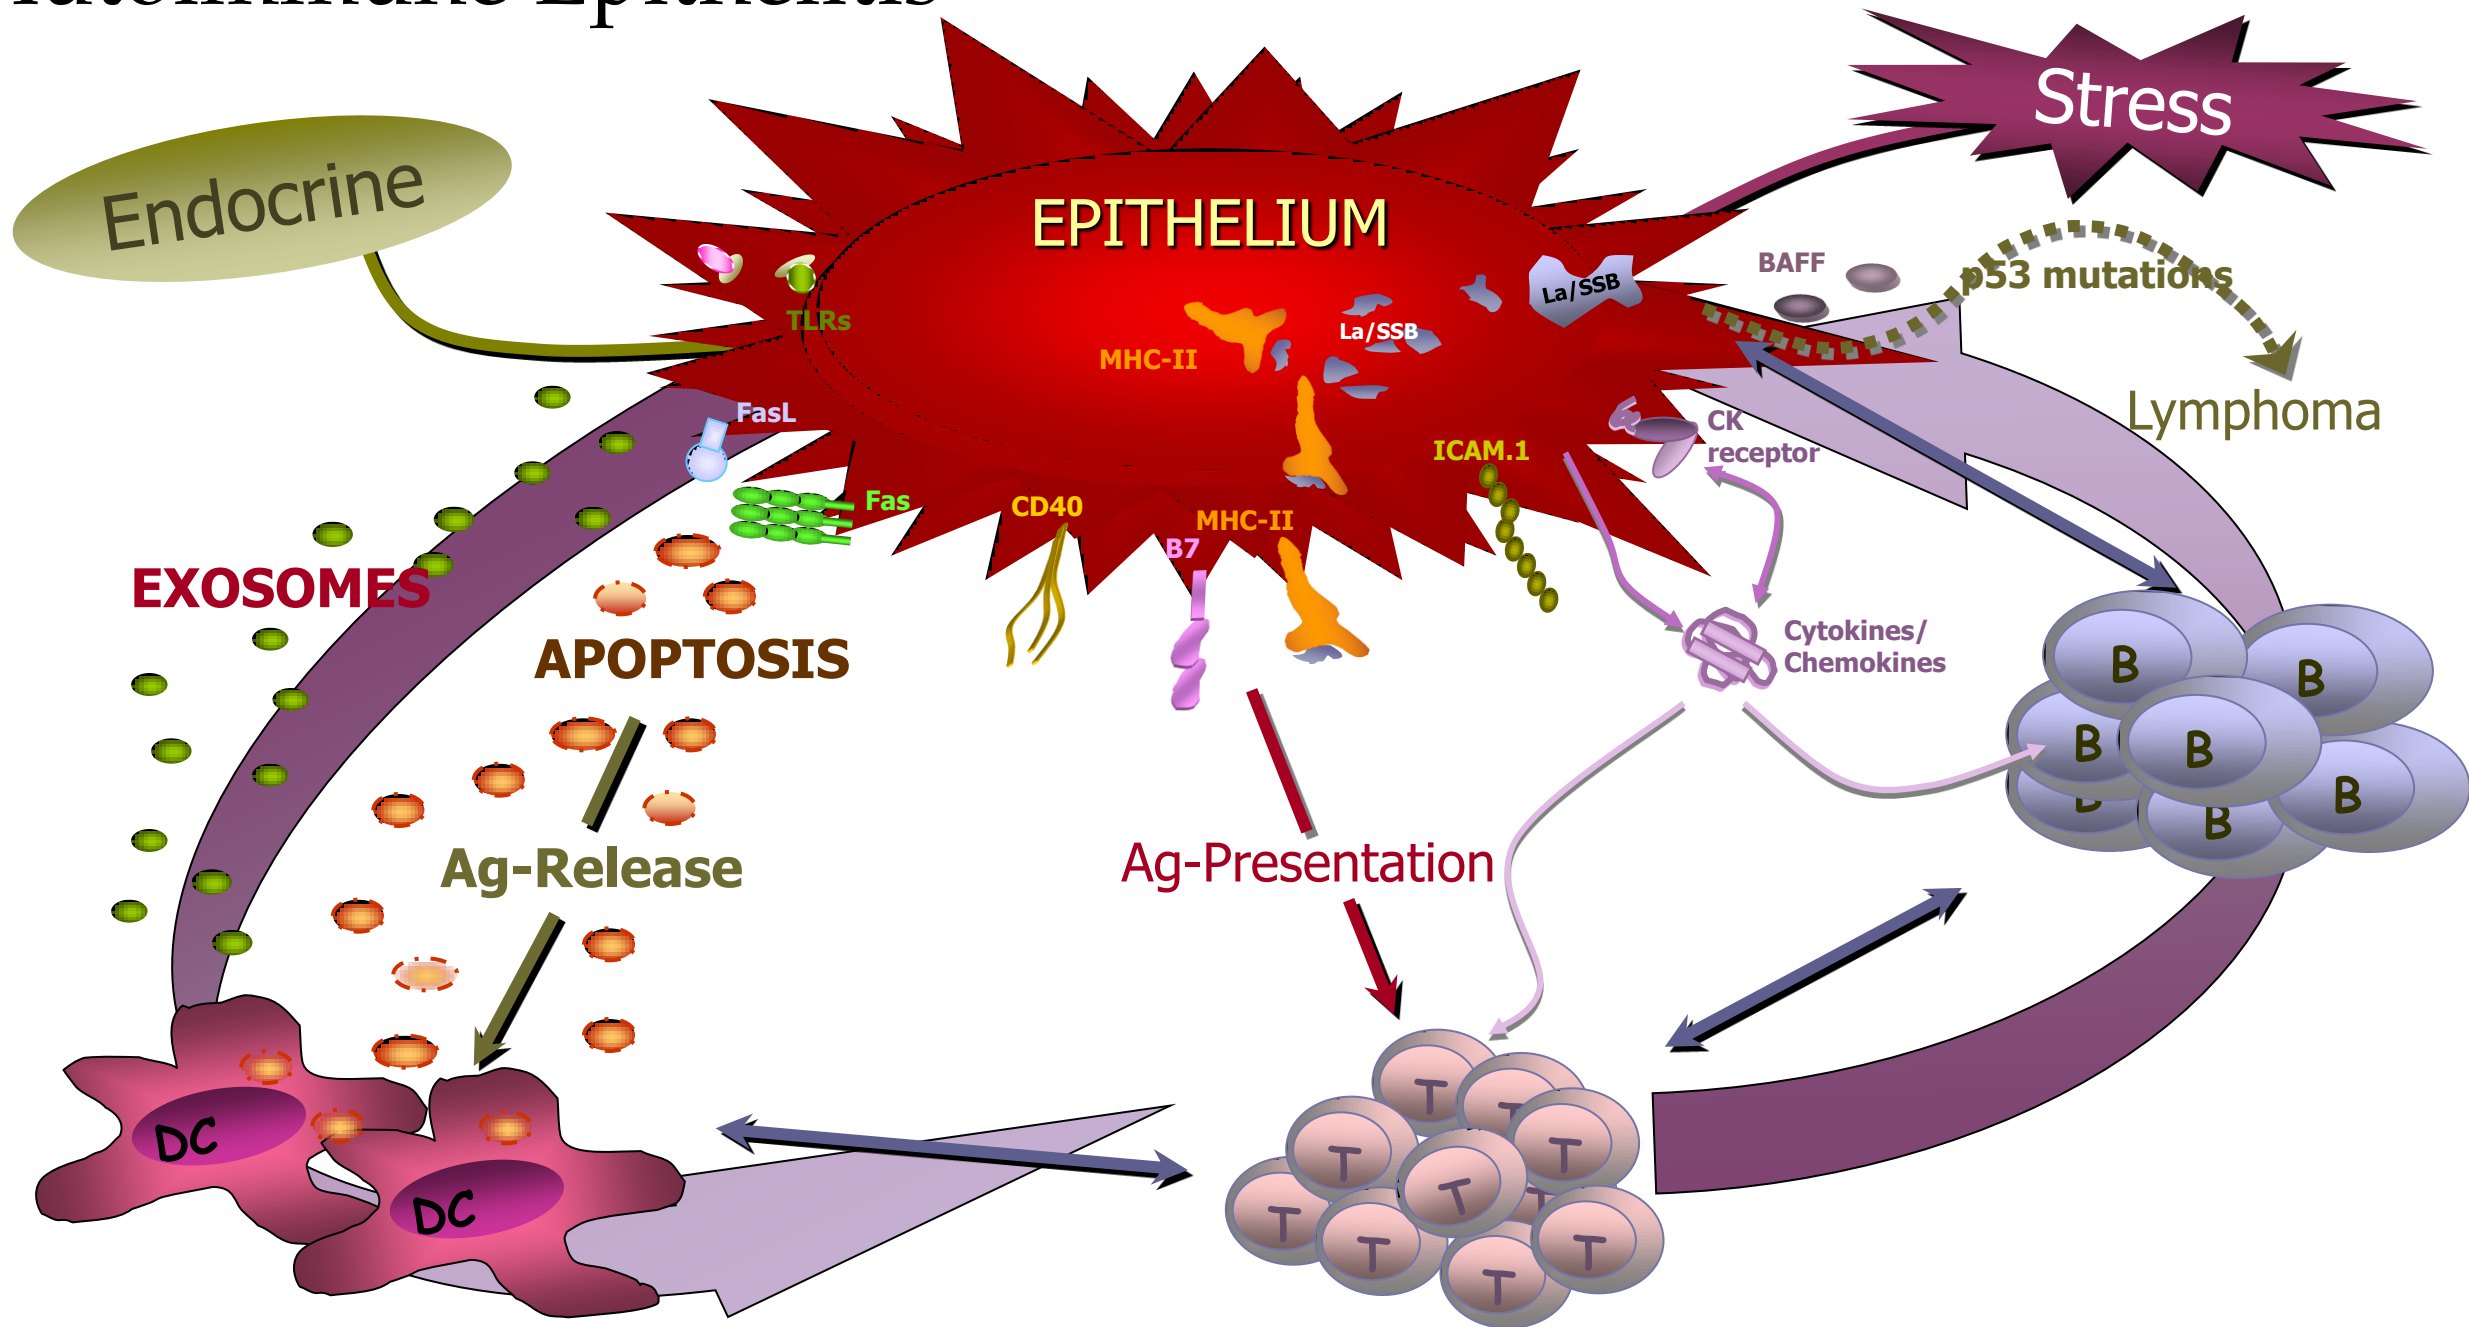 Epithelitis
Stress
Endocrine
EPITHELIUM
BAFF
p53 mutations
La/SSB
TLRs
La/SSB
MHC-II
Lymphoma
FasL
CK
receptor
ICAM.1
Fas
CD40
MHC-II
B7
EXOSOMES
APOPTOSIS
Cytokines/
Chemokines
B
B
B
B
B
B
B
Ag-Release
Ag-Presentation
T
T
T
T
T
T
T
T
T
T
DC
DC